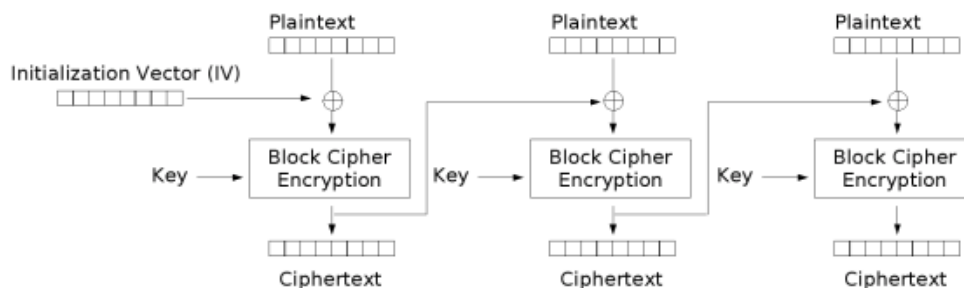 Plaintext
Plaintext
Plaintext
Initialization Vector (IV)
Key
Block Cipher
Encryption
Key
Block Cipher
Encryption
Key
Block Cipher
Encryption
Ciphertext
Ciphertext
Ciphertext